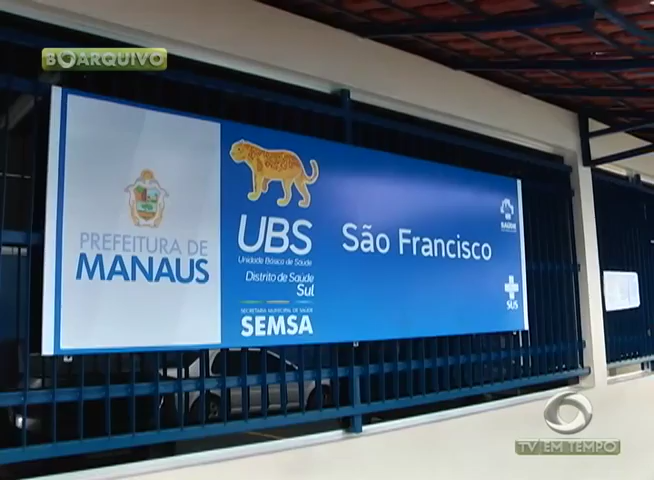 BOARQUIVO
PREFEITURA DE
MANAUS
UBS
Unidade Básica de Saúde
Distrito de Saúde
Sul
SECRETARIA MUNICIPAL DE SAÚDE
SEMSA
São Francisco
SAÚDE
SUS
TV EM TEMPO